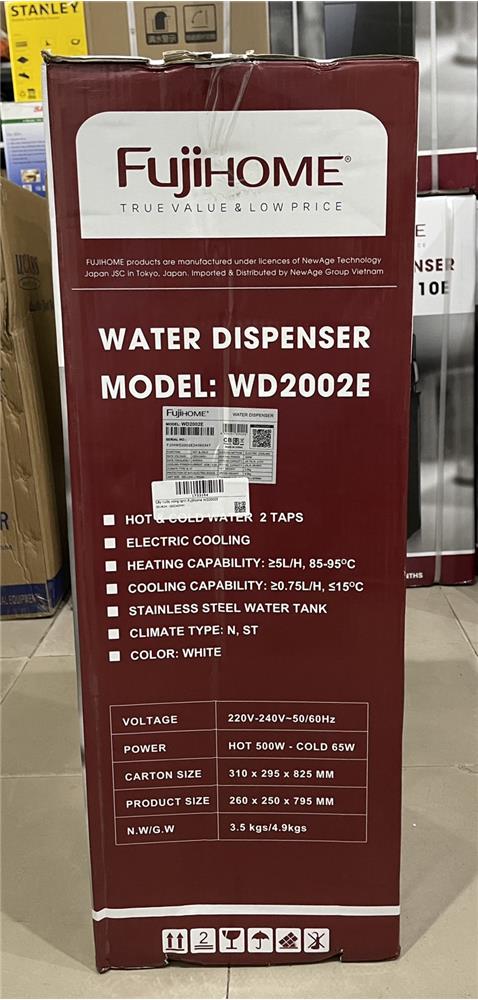 STANLEY
FUJIHOME®
TRUE VALUE & LOW PRICE
FUJIHOME products are manufactured under licences of NewAge Technology
Japan JSC in Tokyo, Japan. Imported & Distributed by NewAge Group Vietnam
WATER DISPENSER
MODEL: WD2002E
FUJIHOME WATER DISPENSER
MODEL: WD2002E
SERIAL NO.:
HOT & COLD WATER 2 TAPS
ELECTRIC COOLING
HEATING CAPABILITY: ≥5L/H, 85-95ºC
COOLING CAPABILITY: ≥0.75L/H, ≤15ºC
STAINLESS STEEL WATER TANK
CLIMATE TYPE: N, ST
COLOR: WHITE
VOLTAGE 220V-240V~50/60Hz
POWER HOT 500W - COLD 65W
CARTON SIZE 310 x 295 x 825 MM
PRODUCT SIZE 260 x 250 x 795 MM
N.W/G.W 3.5 kgs/4.9kgs
2
NSER
10E